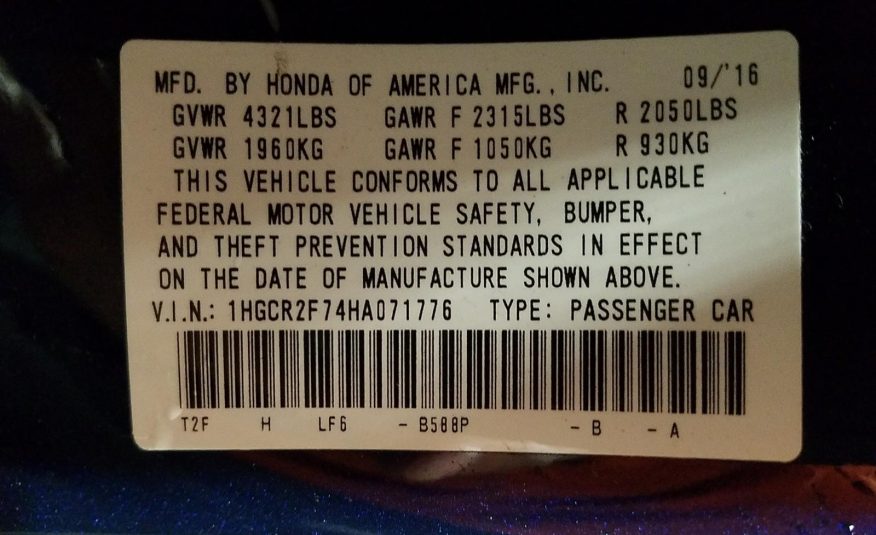 MFD. BY HONDA OF AMERICA MFG., INC. 09/'16
GVWR 4321LBS GAWR F 2315LBS R 2050LBS
GVWR 1960KG GAWR F 1050KG R 930KG
THIS VEHICLE CONFORMS TO ALL APPLICABLE
FEDERAL MOTOR VEHICLE SAFETY, BUMPER,
AND THEFT PREVENTION STANDARDS IN EFFECT
ON THE DATE OF MANUFACTURE SHOWN ABOVE.
V.I.N.: 1HGCR2F74HA071776 TYPE: PASSENGER CAR
T2F H LF6 - B588P - B - A